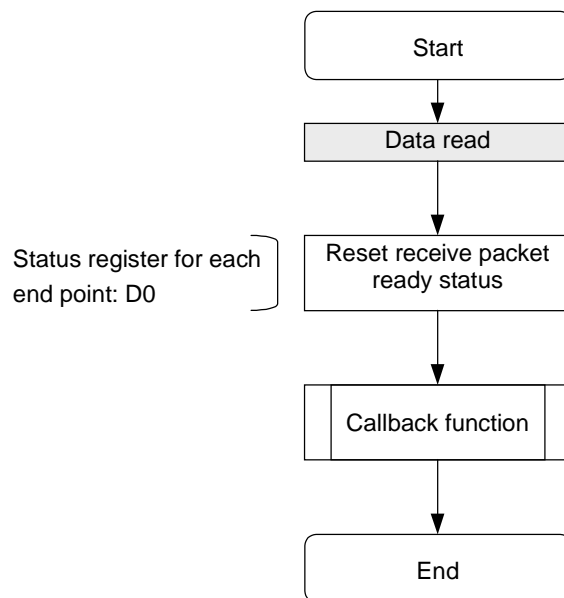 Start
Data read
Status register for each
end point: D0
Reset receive packet
ready status
Callback function
End